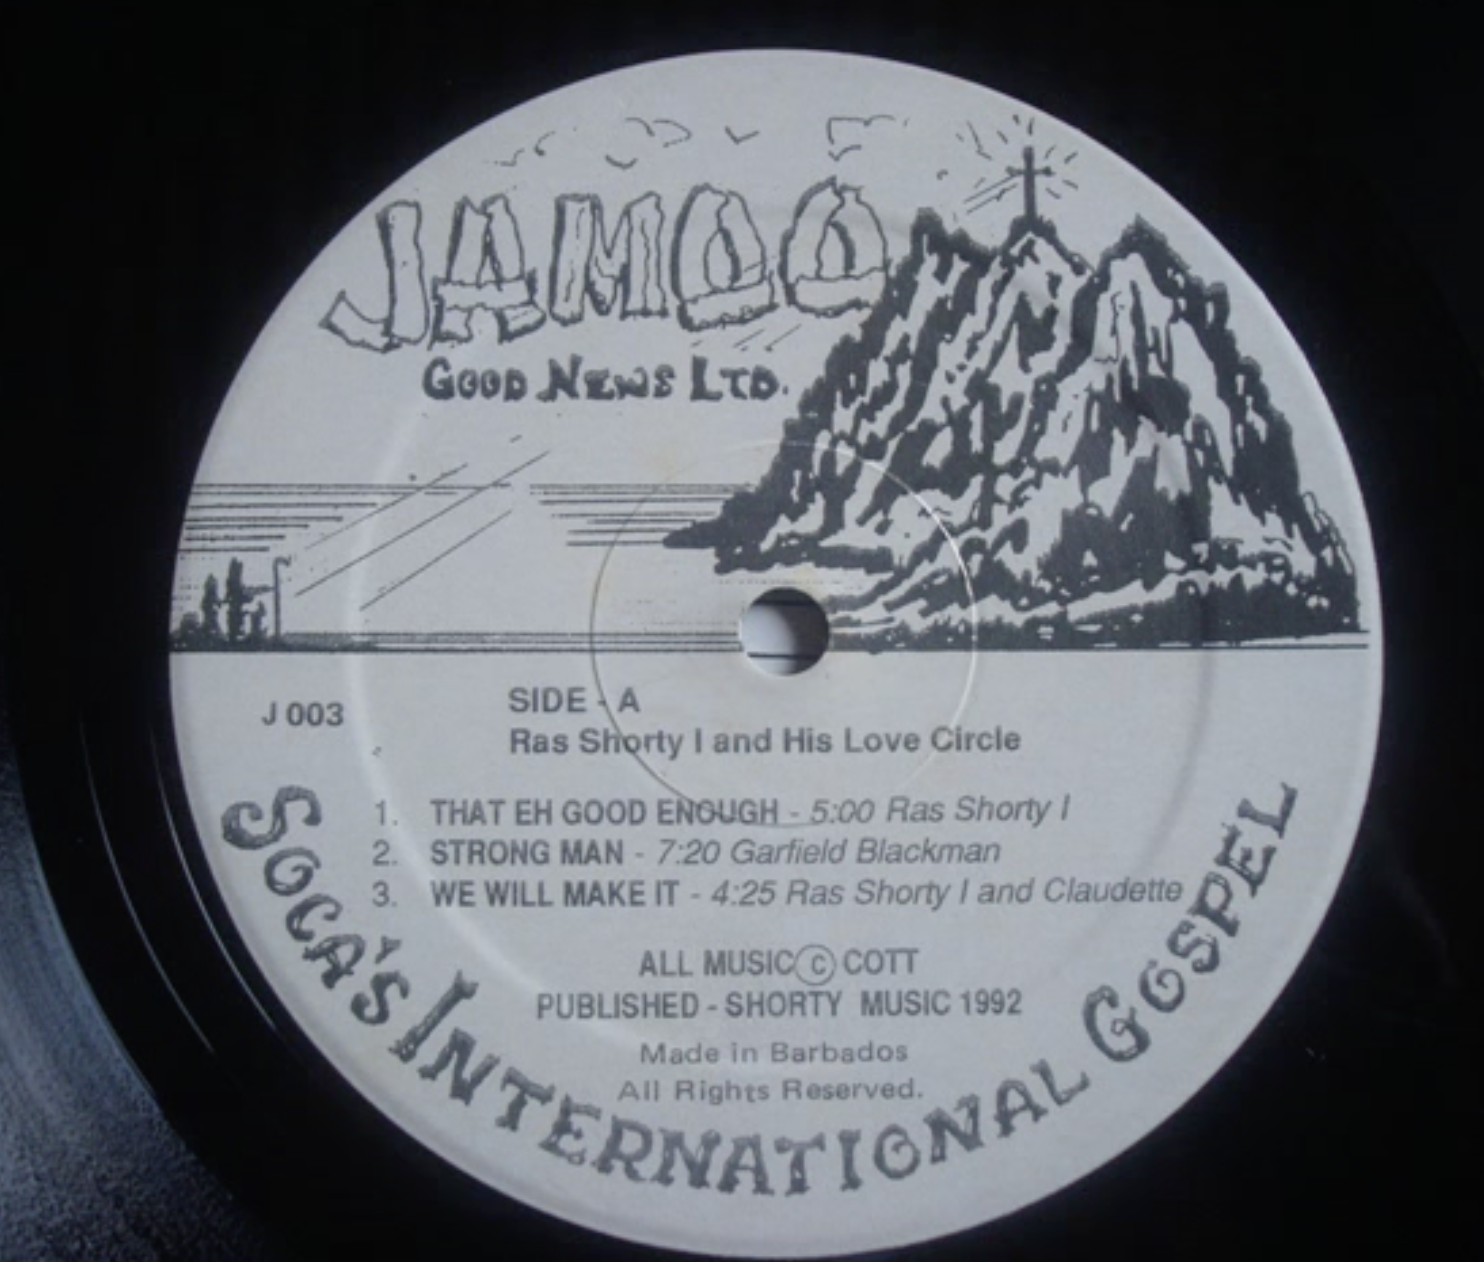 JAMOO
GOOD NEWS LTD.
J 003
SIDE - A
Ras Shorty I and His Love Circle
1. THAT EH GOOD ENOUGH - 5:00 Ras Shorty I
2. STRONG MAN - 7:20 Garfield Blackman
3. WE WILL MAKE IT - 4:25 Ras Shorty I and Claudette
ALL MUSIC © COTT
PUBLISHED - SHORTY MUSIC 1992
Made in Barbados
All Rights Reserved.
SOCA'S INTERNATIONAL GOSPEL